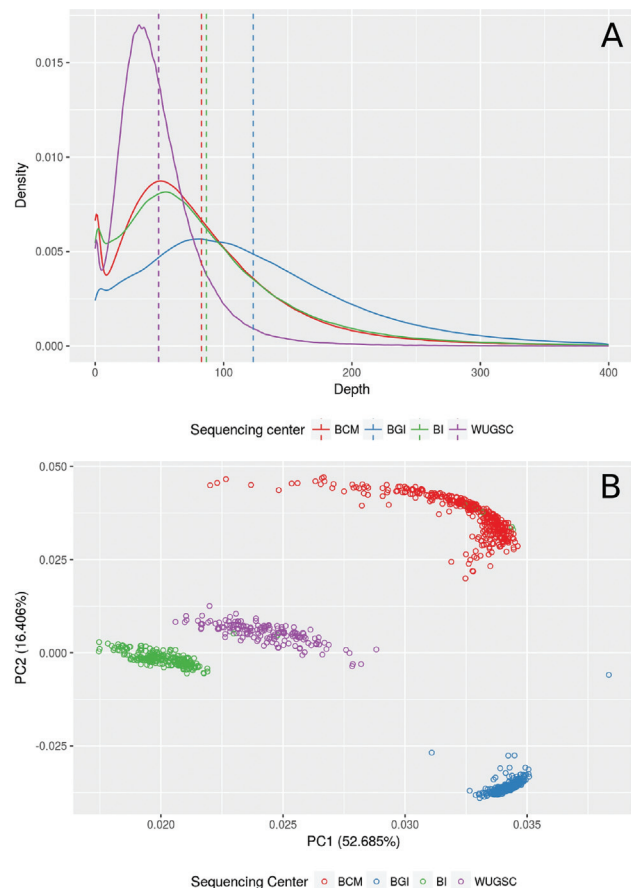 A
0.015
0.010
0.005
0.000
Density
0
100
200
300
400
Depth
Sequencing center BCM BGI BI WUGSC
B
0.050
0.025
0.000
-0.025
PC2 (16.406%)
0.020
0.025
0.030
0.035
PC1 (52.685%)
Sequencing Center BCM BGI BI WUGSC